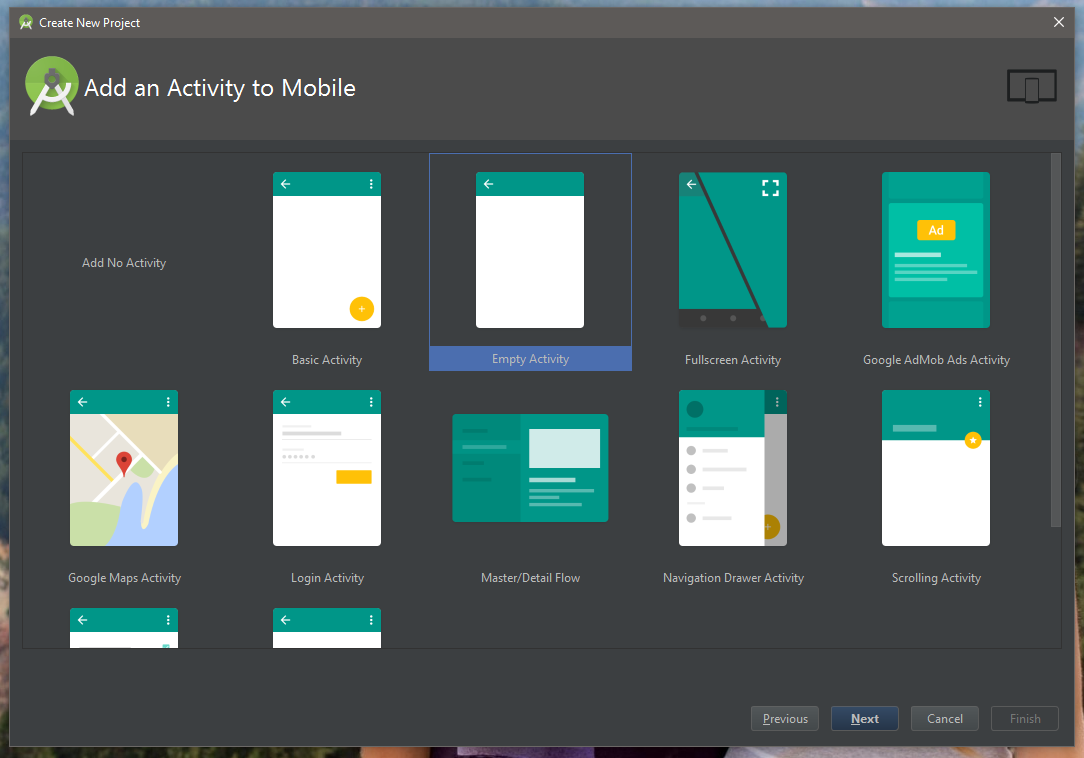 Create New Project
Add an Activity to Mobile
Add No Activity
Basic Activity
Empty Activity
Fullscreen Activity
Ad
Google AdMob Ads Activity
Google Maps Activity
Login Activity
Master/Detail Flow
Navigation Drawer Activity
Scrolling Activity
Previous
Next
Cancel
Finish